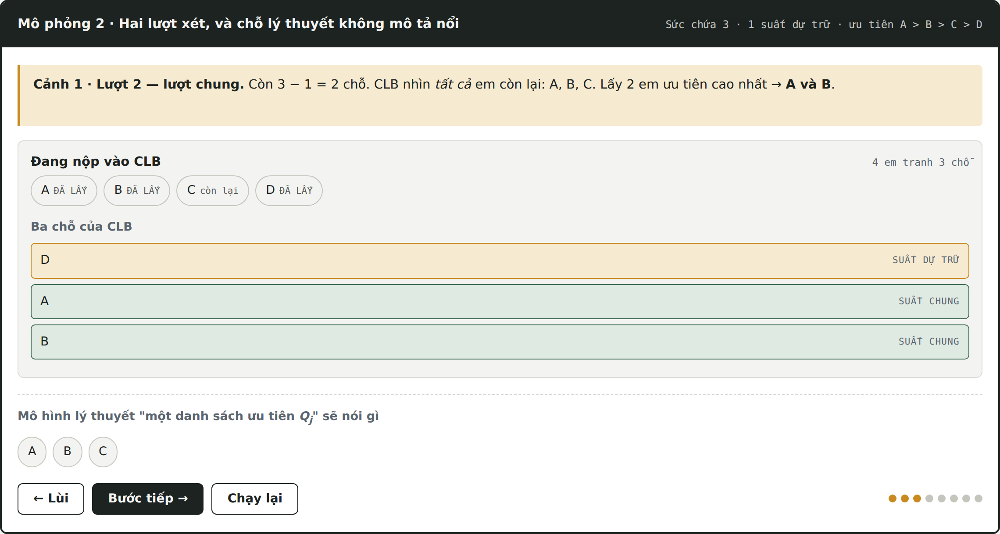 Mô phỏng 2 · Hai lượt xét, và chỗ lý thuyết không mô tả nổi
Sức chứa 3 · 1 suất dự trữ · ưu tiên A > B > C > D
Cảnh 1 · Lượt 2 — lượt chung. Còn 3 − 1 = 2 chỗ. CLB nhìn tất cả em còn lại: A, B, C. Lấy 2 em ưu tiên cao nhất → A và B.
Đang nộp vào CLB
4 em tranh 3 chỗ
A ĐÃ LẤY
B ĐÃ LẤY
C còn lại
D ĐÃ LẤY
Ba chỗ của CLB
D SUẤT DỰ TRỮ
A SUẤT CHUNG
B SUẤT CHUNG
Mô hình lý thuyết "một danh sách ưu tiên Qj" sẽ nói gì
A B C
← Lùi
Bước tiếp →
Chạy lại